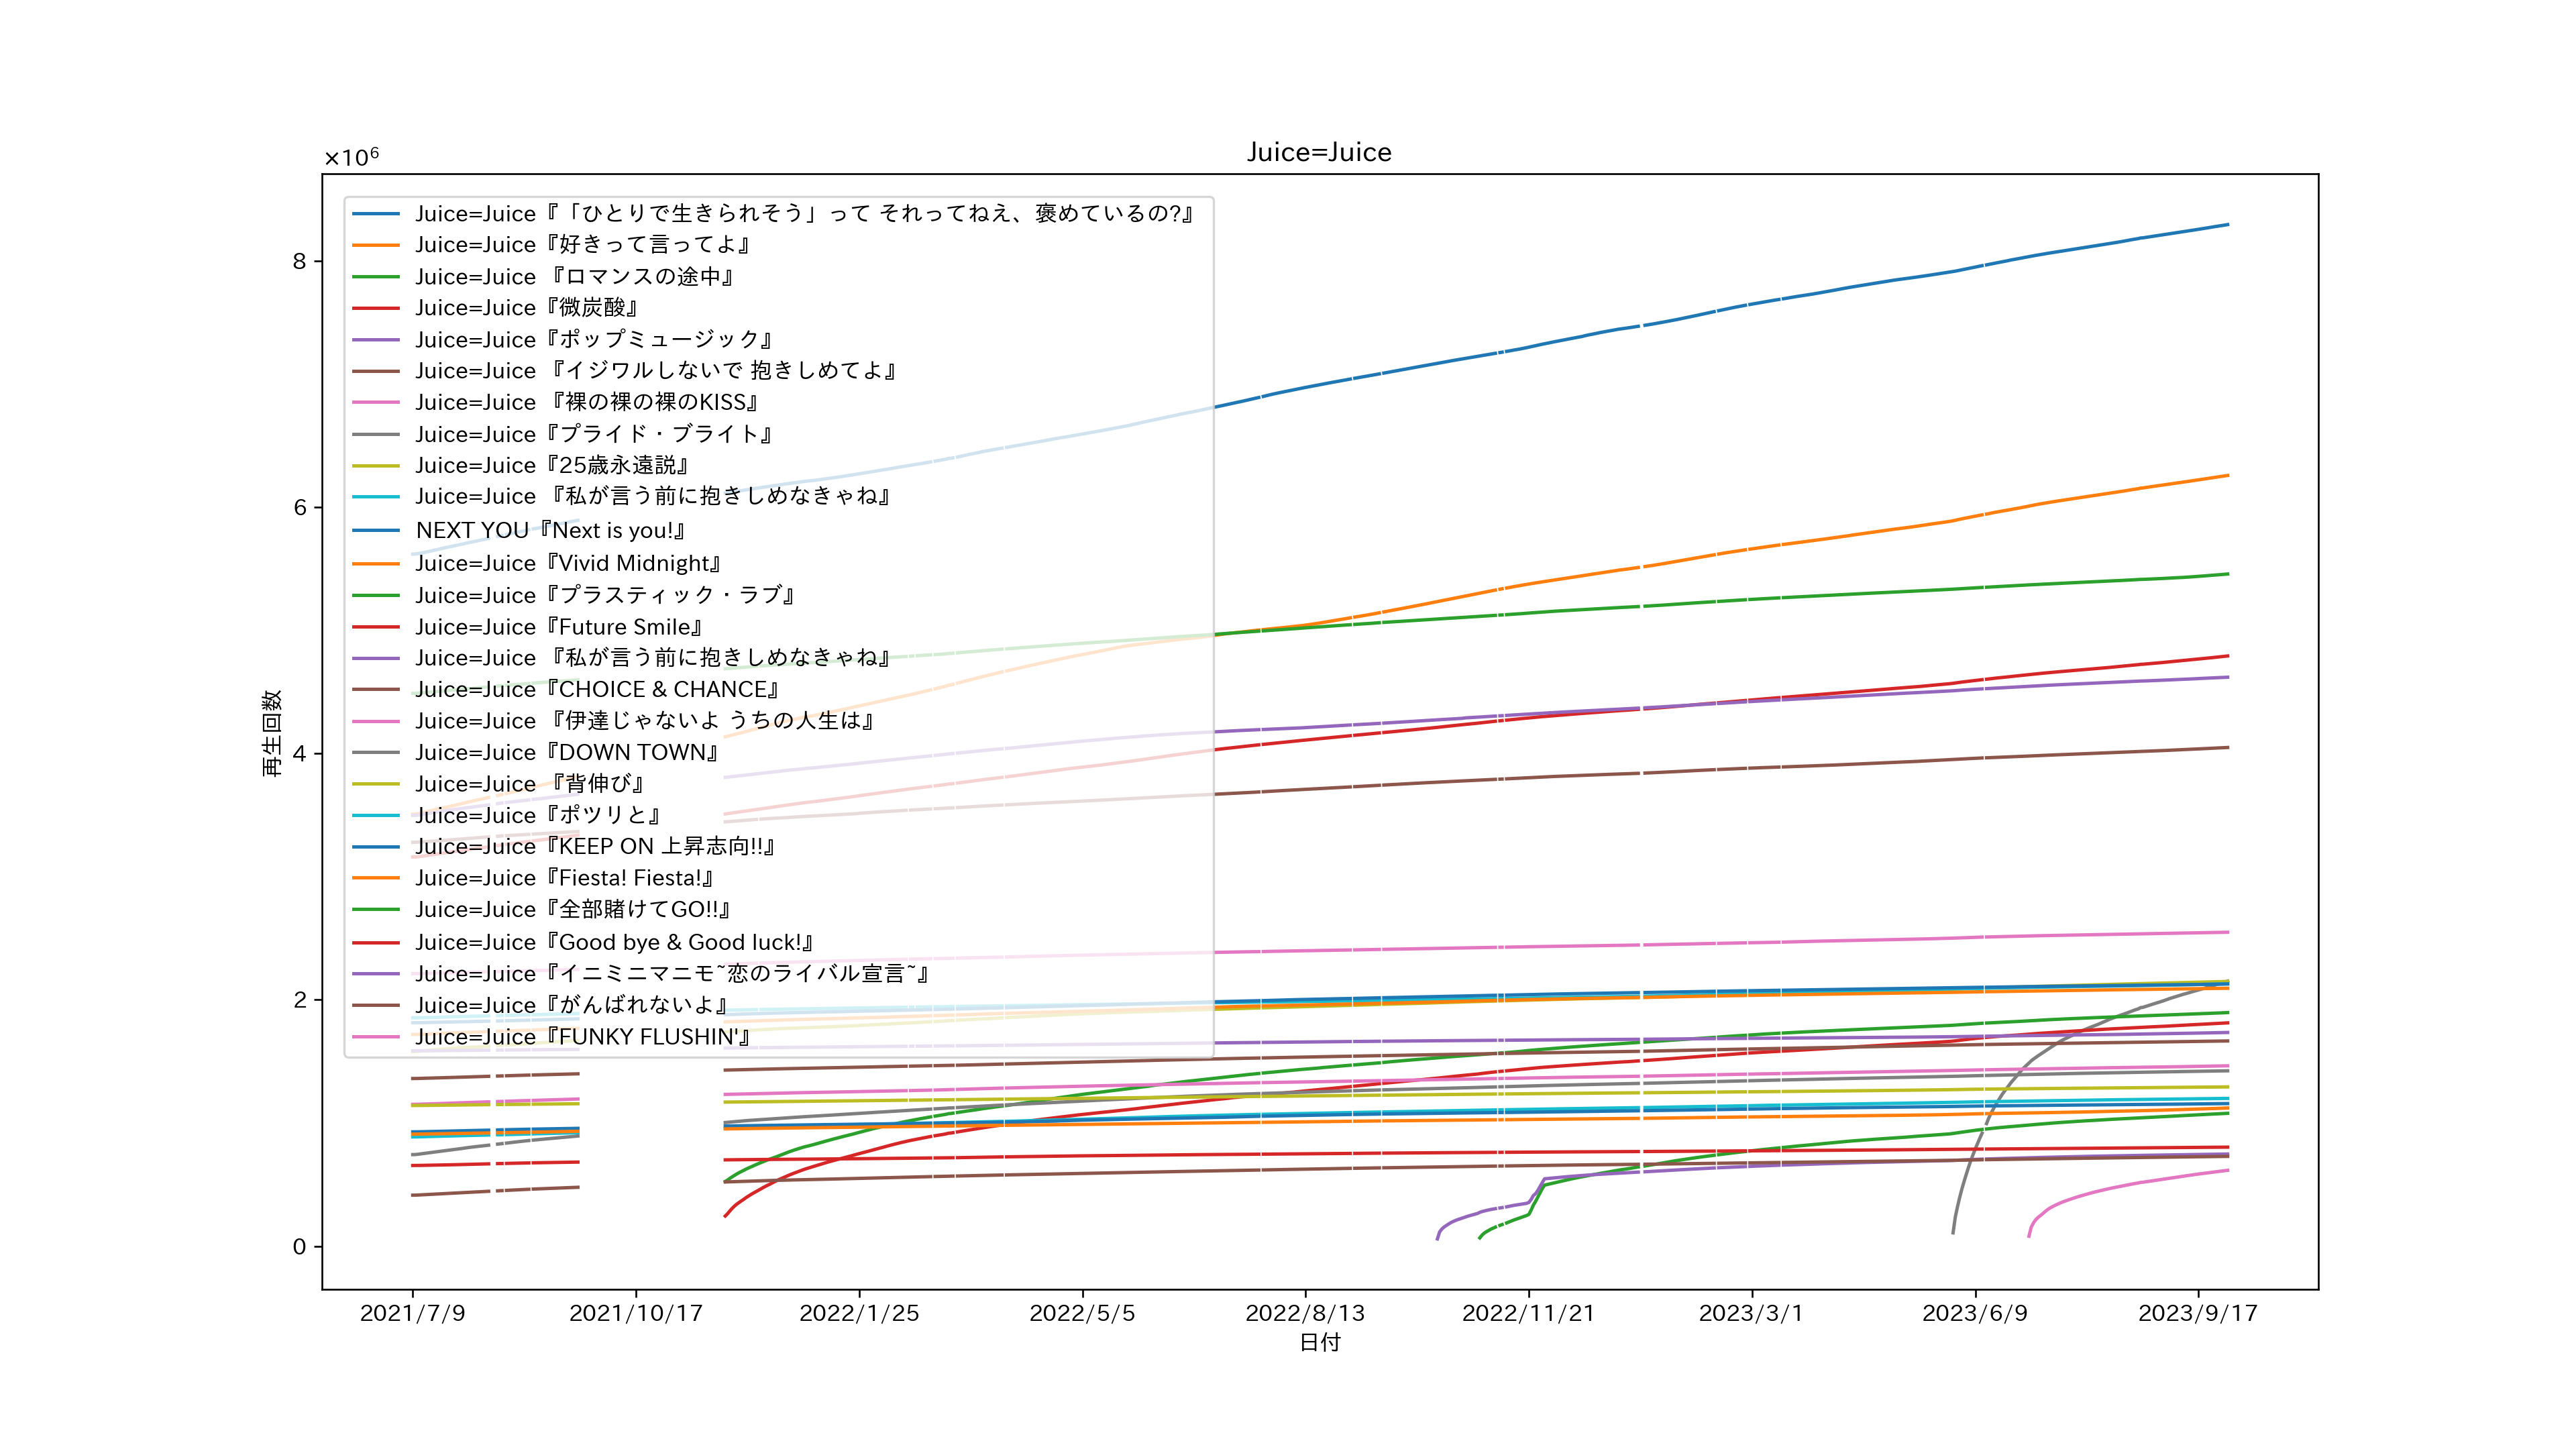 Juice=Juice
×10⁶
8
6
4
2
0
再生回数
Juice=Juice『「ひとりで生きられそう」って それってねえ、褒めているの?』
Juice=Juice『好きって言ってよ』
Juice=Juice 『ロマンスの途中』
Juice=Juice『微炭酸』
Juice=Juice『ポップミュージック』
Juice=Juice 『イジワルしないで 抱きしめてよ』
Juice=Juice 『裸の裸の裸のKISS』
Juice=Juice『プライド・ブライト』
Juice=Juice『25歳永遠説』
Juice=Juice 『私が言う前に抱きしめなきゃね』
NEXT YOU『Next is you!』
Juice=Juice『Vivid Midnight』
Juice=Juice『プラスティック・ラブ』
Juice=Juice『Future Smile』
Juice=Juice 『私が言う前に抱きしめなきゃね』
Juice=Juice『CHOICE & CHANCE』
Juice=Juice 『伊達じゃないよ うちの人生は』
Juice=Juice『DOWN TOWN』
Juice=Juice 『背伸び』
Juice=Juice『ポツリと』
Juice=Juice『KEEP ON 上昇志向!!』
Juice=Juice『Fiesta! Fiesta!』
Juice=Juice『全部賭けてGO!!』
Juice=Juice『Good bye & Good luck!』
Juice=Juice『イニミニマニモ~恋のライバル宣言~』
Juice=Juice『がんばれないよ』
Juice=Juice『FUNKY FLUSHIN'』
2021/7/9 2021/10/17 2022/1/25 2022/5/5 2022/8/13 2022/11/21 2023/3/1 2023/6/9 2023/9/17
日付